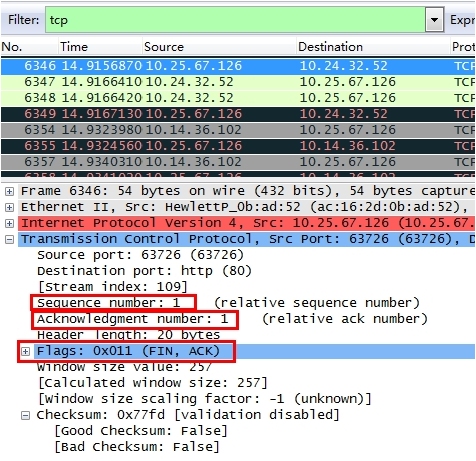 Filter: tcp Expre
No. Time Source Destination Proto
6346 14.9156870 10.25.67.126 10.24.32.52 TCP
6347 14.9166410 10.24.32.52 10.25.67.126 TCP
6348 14.9166420 10.24.32.52 10.25.67.126 TCP
6349 14.9167130 10.25.67.126 10.24.32.52 TCP
6354 14.9323980 10.14.36.102 10.25.67.126 TCP
6355 14.9324560 10.25.67.126 10.14.36.102 TCP
6357 14.9340310 10.14.36.102 10.25.67.126 TCP
Frame 6346: 54 bytes on wire (432 bits), 54 bytes capture
Ethernet II, Src: HewlettP_0b:ad:52 (ac:16:2d:0b:ad:52),
Internet Protocol Version 4, Src: 10.25.67.126 (10.25.67.
Transmission Control Protocol, Src Port: 63726 (63726), D
Source port: 63726 (63726)
Destination port: http (80)
[Stream index: 109]
Sequence number: 1 (relative sequence number)
Acknowledgment number: 1 (relative ack number)
Header length: 20 bytes
Flags: 0x011 (FIN, ACK)
Window size value: 257
[Calculated window size: 257]
[Window size scaling factor: -1 (unknown)]
Checksum: 0x77fd [validation disabled]
[Good Checksum: False]
[Bad Checksum: False]